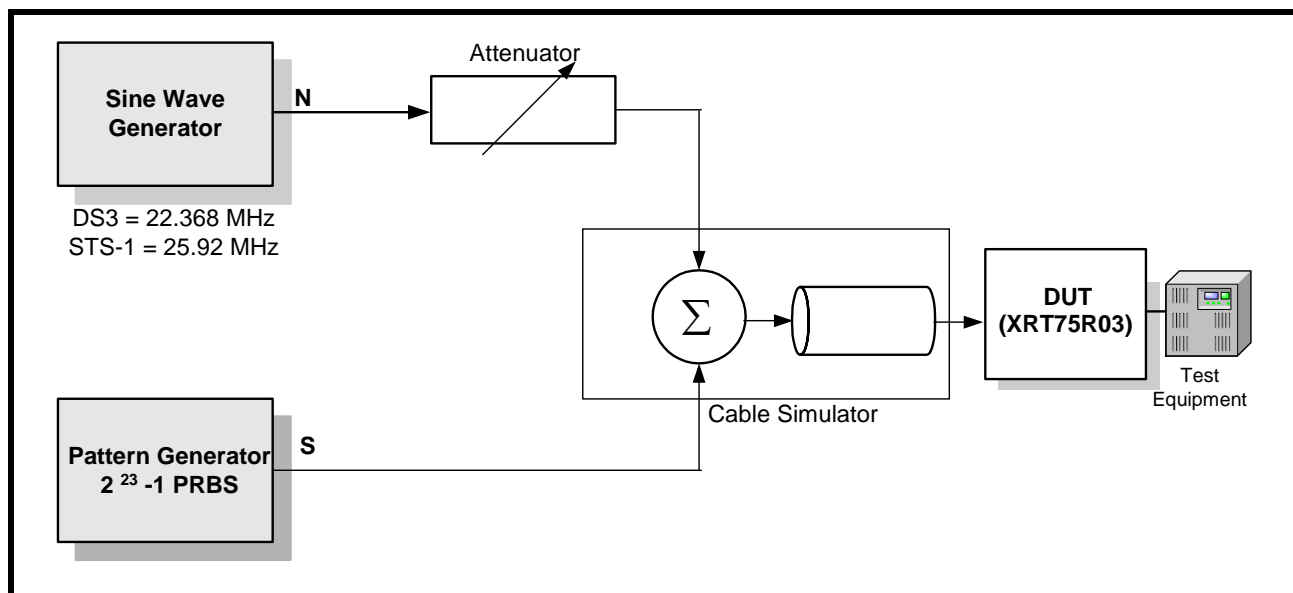 Attenuator
Sine Wave
Generator
N
DS3 = 22.368 MHz
STS-1 = 25.92 MHz
Σ
DUT
(XRT75R03)
Test
Equipment
Cable Simulator
Pattern Generator
2 ²³ -1 PRBS
S